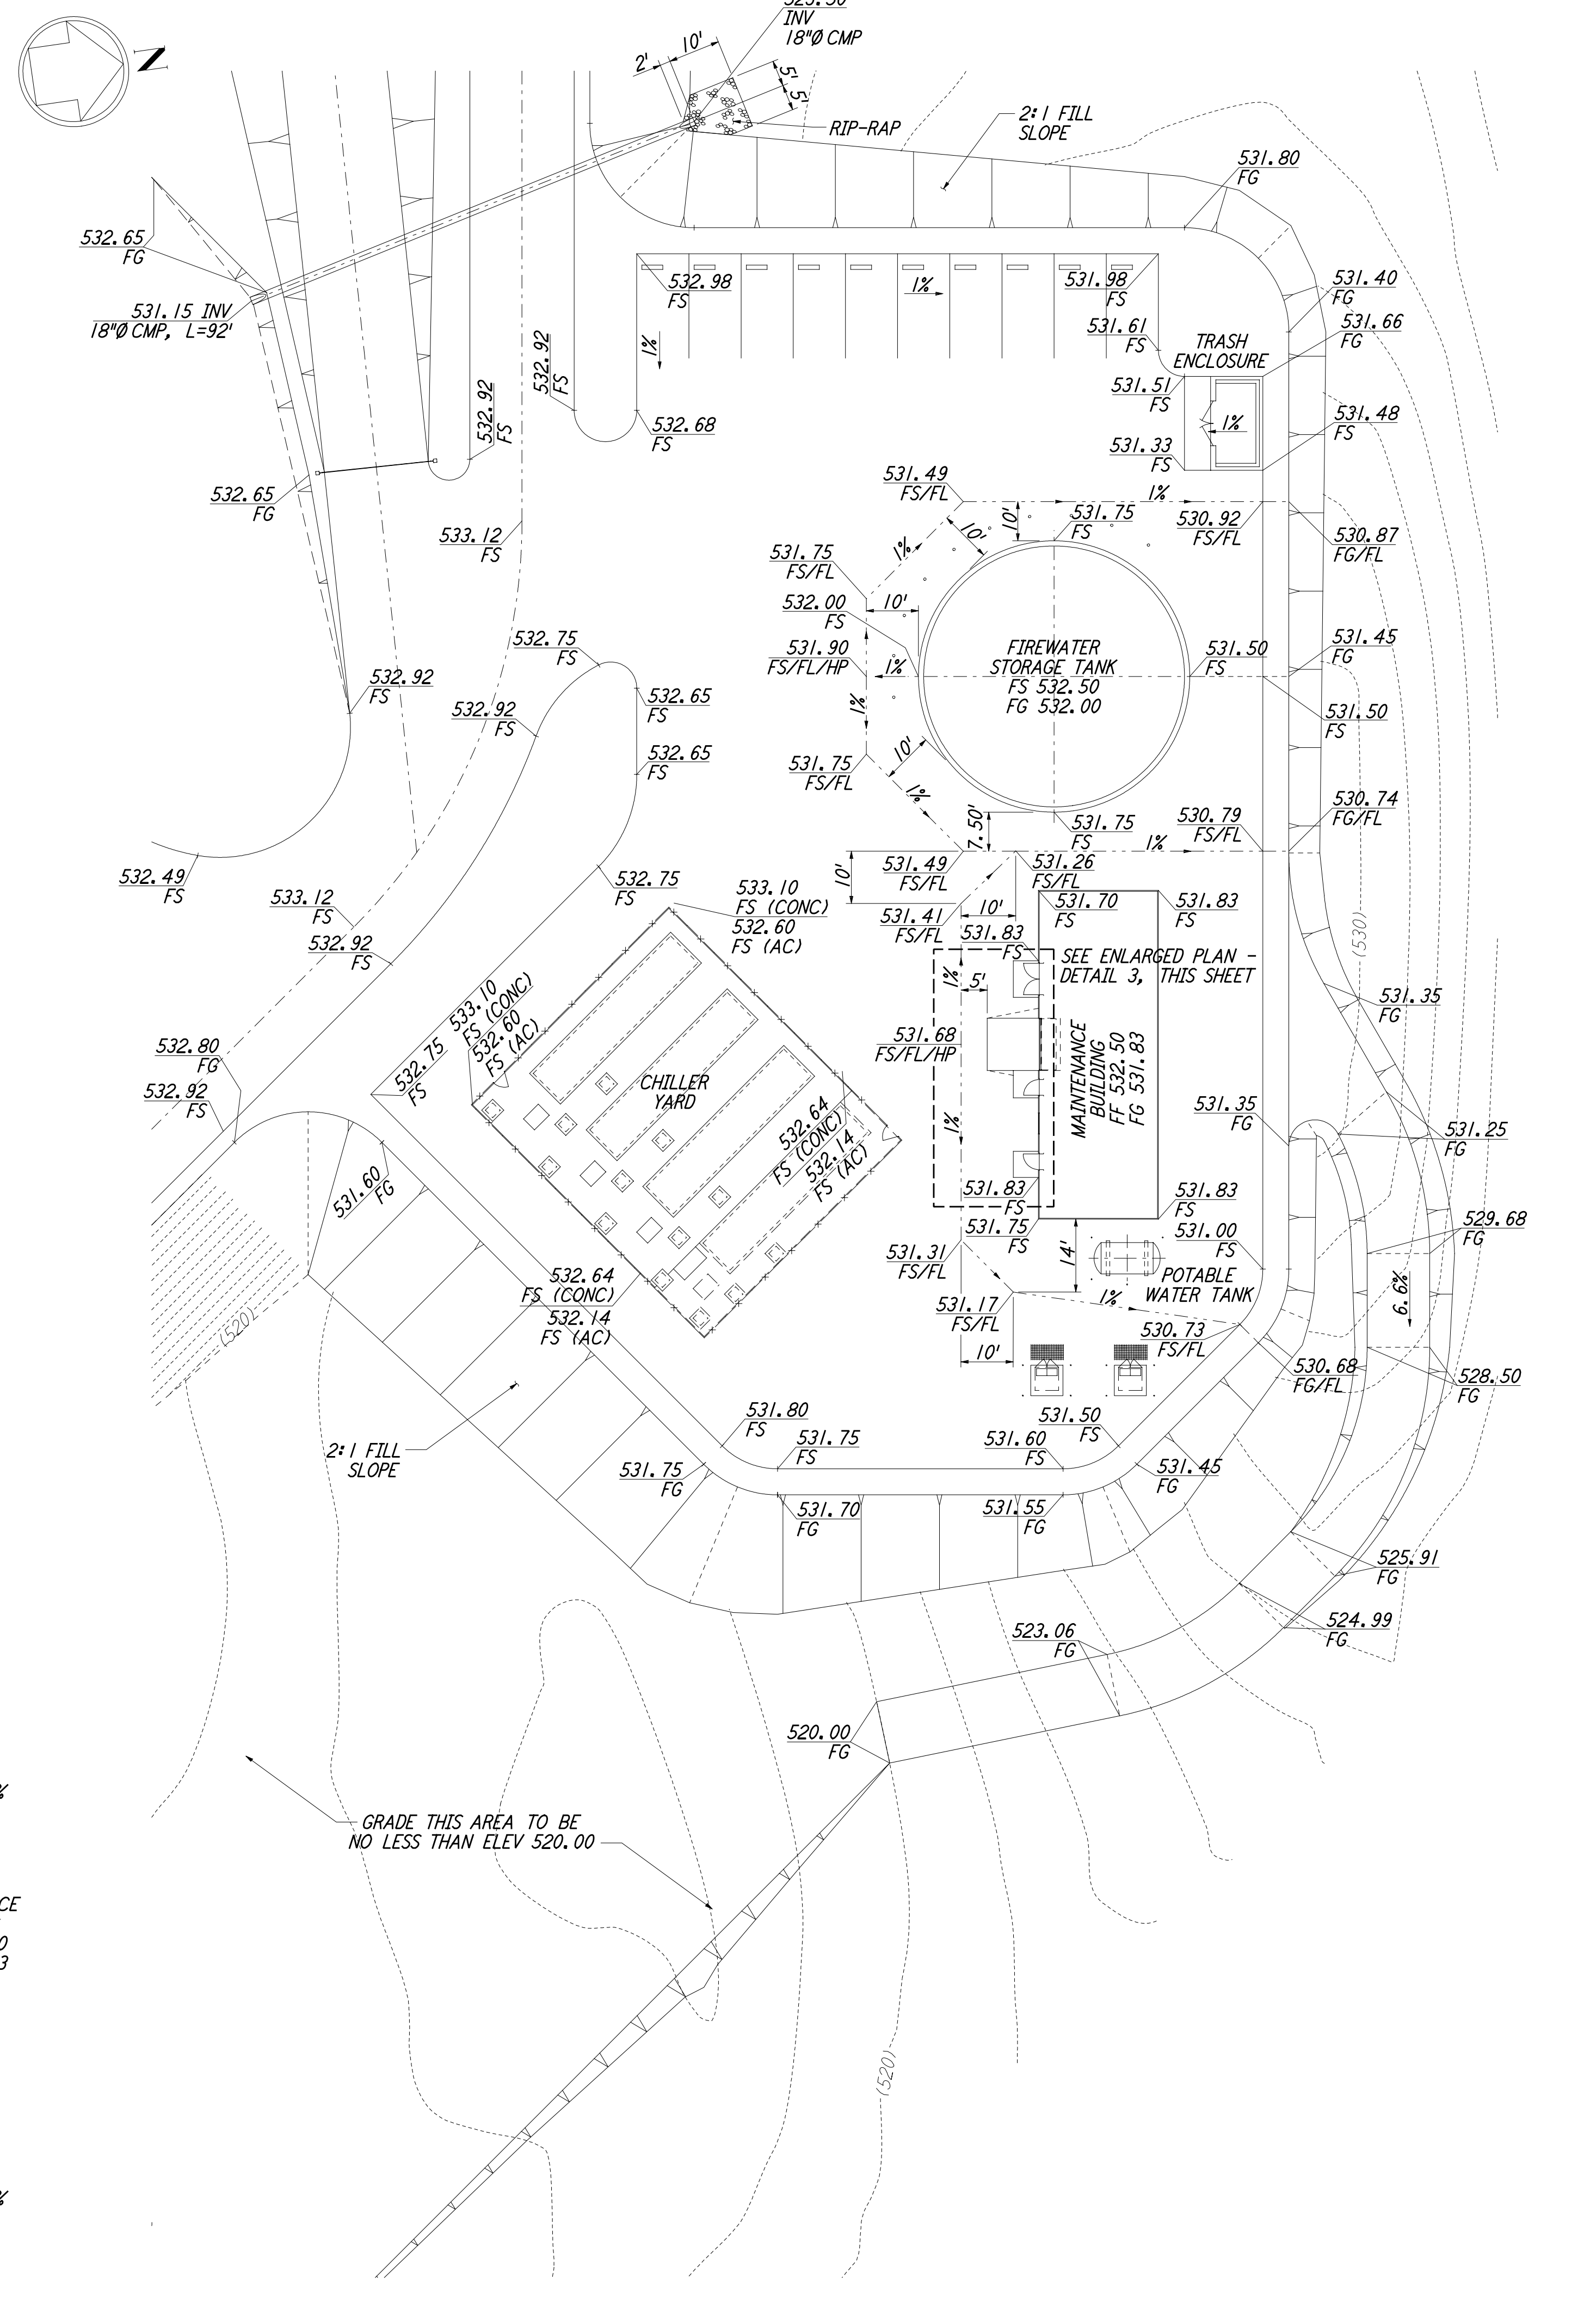 N
INV
18"Ø CMP
10'
2'
5'
5'
RIP-RAP
2:1 FILL
SLOPE
531.80
FG
532.65
FG
531.15 INV
18"Ø CMP, L=92'
532.98
FS
1%
531.98
FS
531.40
FG
531.66
FG
531.61
FS
TRASH
ENCLOSURE
532.92
FS
1%
532.92
FS
532.68
FS
531.51
FS
1%
531.48
FS
531.33
FS
532.65
FG
533.12
FS
531.49
FS/FL
1%
10'
10'
531.75
FS
530.92
FS/FL
530.87
FG/FL
531.75
FS/FL
1%
532.00
FS
10'
531.90
FS/FL/HP
1%
1%
FIREWATER
STORAGE TANK
FS 532.50
FG 532.00
531.50
FS
531.45
FG
531.50
FS
532.75
FS
532.92
FS
532.92
FS
532.65
FS
532.65
FS
531.75
FS/FL
10'
1%
7.50'
531.75
FS
530.79
FS/FL
530.74
FG/FL
1%
532.49
FS
533.12
FS
532.92
FS
532.75
FS
533.10
FS (CONC)
532.60
FS (AC)
10'
531.49
FS/FL
531.26
FS/FL
531.41
FS/FL
10'
531.70
FS
531.83
FS
531.83
FS
SEE ENLARGED PLAN -
DETAIL 3, THIS SHEET
(530)
1%
5'
531.35
FG
533.10
FS (CONC)
532.60
FS (AC)
532.75
FS
532.80
FG
532.92
FS
531.68
FS/FL/HP
MAINTENANCE
BUILDING
FF 532.50
FG 531.83
CHILLER
YARD
532.64
FS (CONC)
532.14
FS (AC)
1%
531.35
FG
531.25
FG
531.60
FG
531.83
FS
531.83
FS
531.75
FS
531.00
FS
529.68
FG
531.31
FS/FL
14'
POTABLE
WATER TANK
6.6%
532.64
FS (CONC)
532.14
FS (AC)
531.17
FS/FL
1%
10'
530.73
FS/FL
530.68
FG/FL
528.50
FG
(520)
2:1 FILL
SLOPE
531.80
FS
531.75
FS
531.60
FS
531.50
FS
531.75
FG
531.45
FG
531.70
FG
531.55
FG
525.91
FG
524.99
FG
523.06
FG
520.00
FG
GRADE THIS AREA TO BE
NO LESS THAN ELEV 520.00
%
CE
0
3
(520)
%